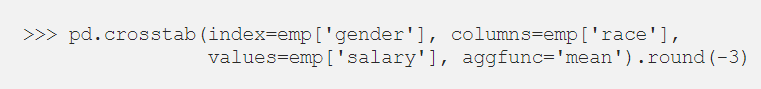 >>> pd.crosstab(index=emp['gender'], columns=emp['race'],
values=emp['salary'], aggfunc='mean').round(-3)